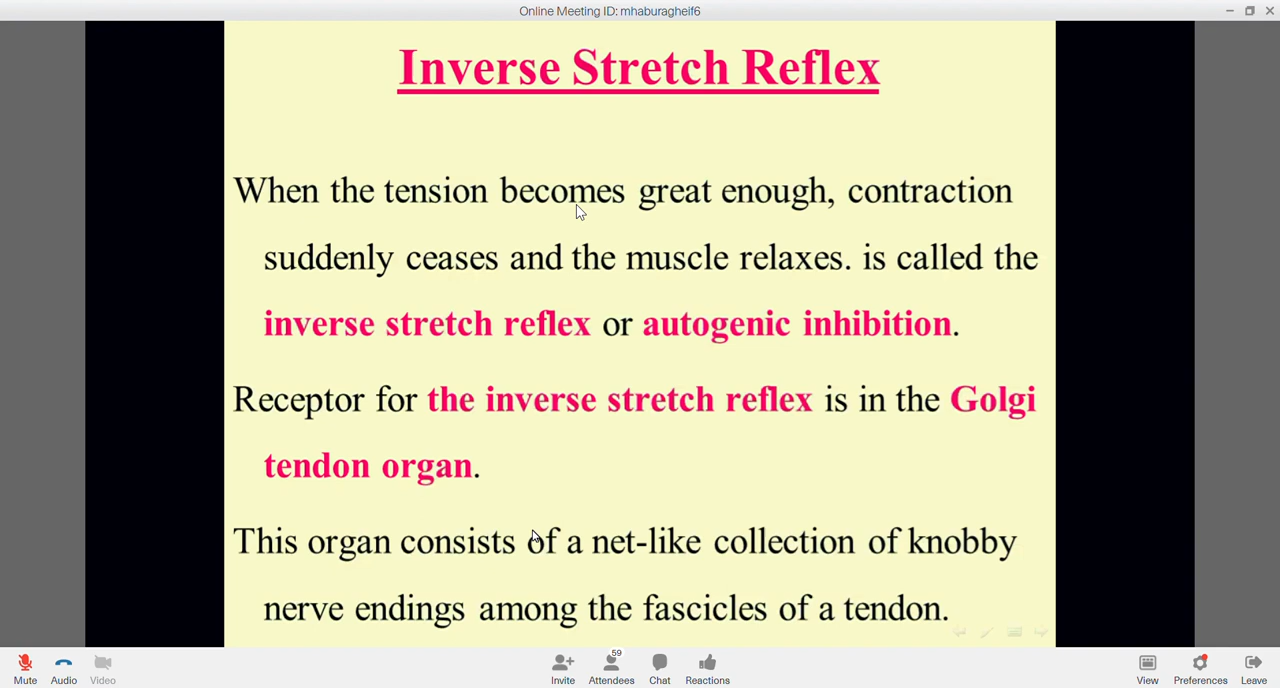 Online Meeting ID: mhaburagheif6
Inverse Stretch Reflex
When the tension becomes great enough, contraction
suddenly ceases and the muscle relaxes. is called the
inverse stretch reflex or autogenic inhibition.
Receptor for the inverse stretch reflex is in the Golgi
tendon organ.
This organ consists of a net-like collection of knobby
nerve endings among the fascicles of a tendon.
59
Mute Audio Video Invite Attendees Chat Reactions View Preferences Leave